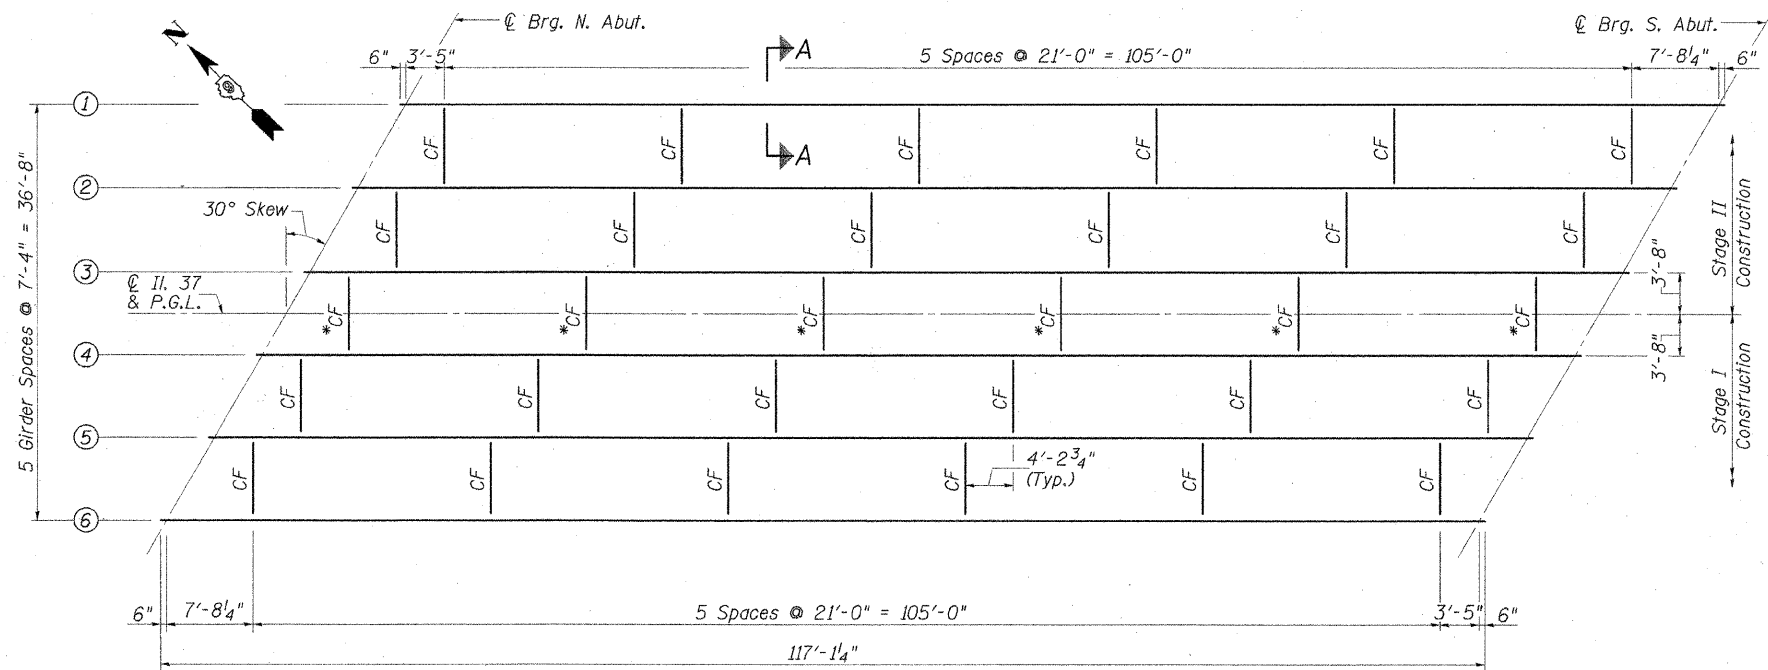 ℄ Brg. N. Abut.
℄ Brg. S. Abut.
N
6" 3'-5" A 5 Spaces @ 21'-0" = 105'-0" 7'-8¼" 6"
1
CF CF CF CF CF CF
A
2
30° Skew
CF CF CF CF CF CF
3
℄ Il. 37
& P.G.L.
*CF *CF *CF *CF *CF *CF
4
CF CF CF CF CF CF
5
CF CF CF CF CF CF
4'-2¾"
(Typ.)
6
5 Girder Spaces @ 7'-4" = 36'-8"
3'-8"
3'-8"
Stage II
Construction
Stage I
Construction
6" 7'-8¼" 5 Spaces @ 21'-0" = 105'-0" 3'-5" 6"
117'-1¼"